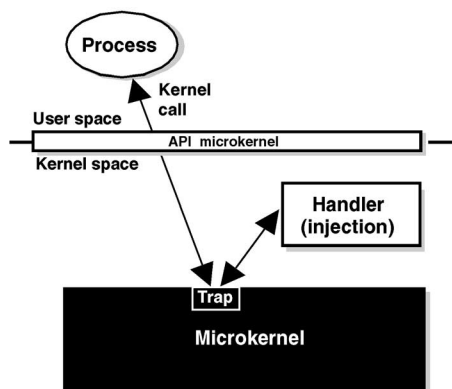 Process
Kernel
call
User space
API microkernel
Kernel space
Handler
(injection)
Trap
Microkernel